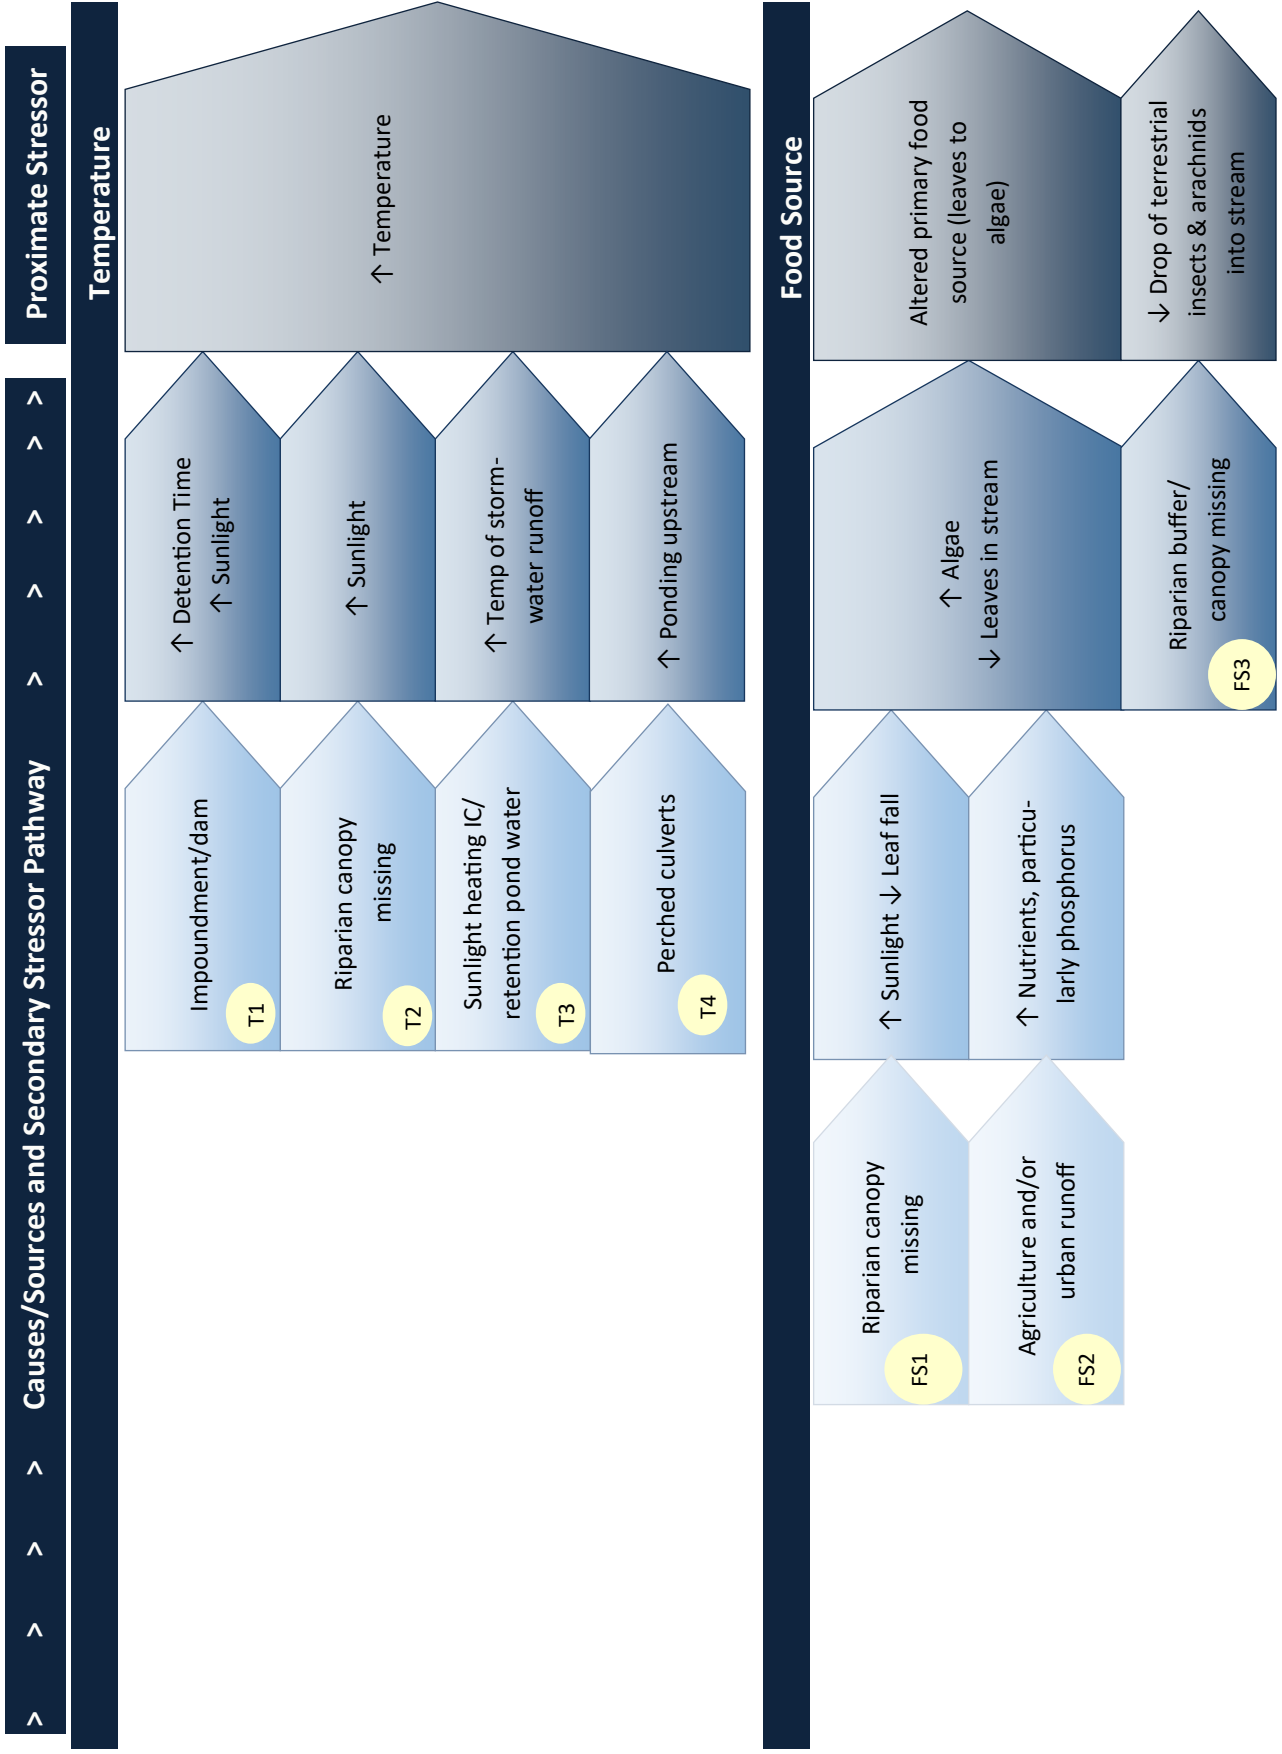 > > > > Causes/Sources and Secondary Stressor Pathway > > > > >
Proximate Stressor
Temperature
Impoundment/dam
T1
↑ Detention Time
↑ Sunlight
Riparian canopy
missing
T2
↑ Sunlight
Sunlight heating IC/
retention pond water
T3
↑ Temp of storm-
water runoff
Perched culverts
T4
↑ Ponding upstream
↑ Temperature
Food Source
Riparian canopy
missing
FS1
↑ Sunlight ↓ Leaf fall
Agriculture and/or
urban runoff
FS2
↑ Nutrients, particu-
larly phosphorus
↑ Algae
↓ Leaves in stream
Altered primary food
source (leaves to
algae)
Riparian buffer/
canopy missing
FS3
↓ Drop of terrestrial
insects & arachnids
into stream